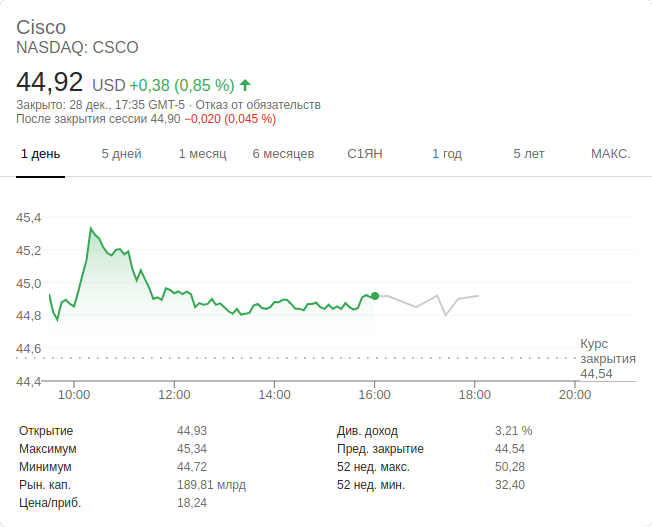 Cisco
NASDAQ: CSCO
44,92 USD +0,38 (0,85 %)
Закрыто: 28 дек., 17:35 GMT-5 · Отказ от обязательств
После закрытия сессии 44,90 −0,020 (0,045 %)
1 день 5 дней 1 месяц 6 месяцев С1ЯН 1 год 5 лет МАКС.
45,4
45,2
45,0
44,8
44,6
44,4
Курс
закрытия
44,54
10:00 12:00 14:00 16:00 18:00 20:00
Открытие 44,93 Див. доход 3,21 %
Максимум 45,34 Пред. закрытие 44,54
Минимум 44,72 52 нед. макс. 50,28
Рын. кап. 189,81 млрд 52 нед. мин. 32,40
Цена/приб. 18,24